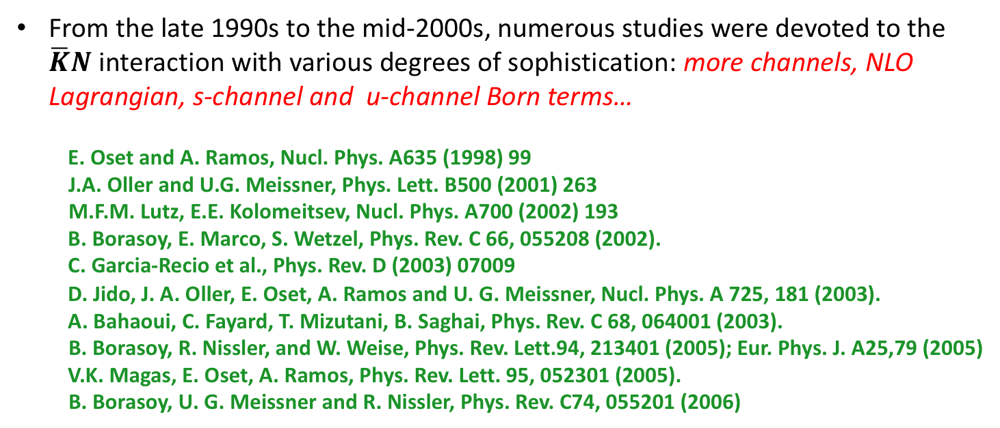 • From the late 1990s to the mid-2000s, numerous studies were devoted to the
K̅N interaction with various degrees of sophistication: more channels, NLO
Lagrangian, s-channel and  u-channel Born terms…
E. Oset and A. Ramos, Nucl. Phys. A635 (1998) 99
J.A. Oller and U.G. Meissner, Phys. Lett. B500 (2001) 263
M.F.M. Lutz, E.E. Kolomeitsev, Nucl. Phys. A700 (2002) 193
B. Borasoy, E. Marco, S. Wetzel, Phys. Rev. C 66, 055208 (2002).
C. Garcia-Recio et al., Phys. Rev. D (2003) 07009
D. Jido, J. A. Oller, E. Oset, A. Ramos and U. G. Meissner, Nucl. Phys. A 725, 181 (2003).
A. Bahaoui, C. Fayard, T. Mizutani, B. Saghai, Phys. Rev. C 68, 064001 (2003).
B. Borasoy, R. Nissler, and W. Weise, Phys. Rev. Lett.94, 213401 (2005); Eur. Phys. J. A25,79 (2005)
V.K. Magas, E. Oset, A. Ramos, Phys. Rev. Lett. 95, 052301 (2005).
B. Borasoy, U. G. Meissner and R. Nissler, Phys. Rev. C74, 055201 (2006)